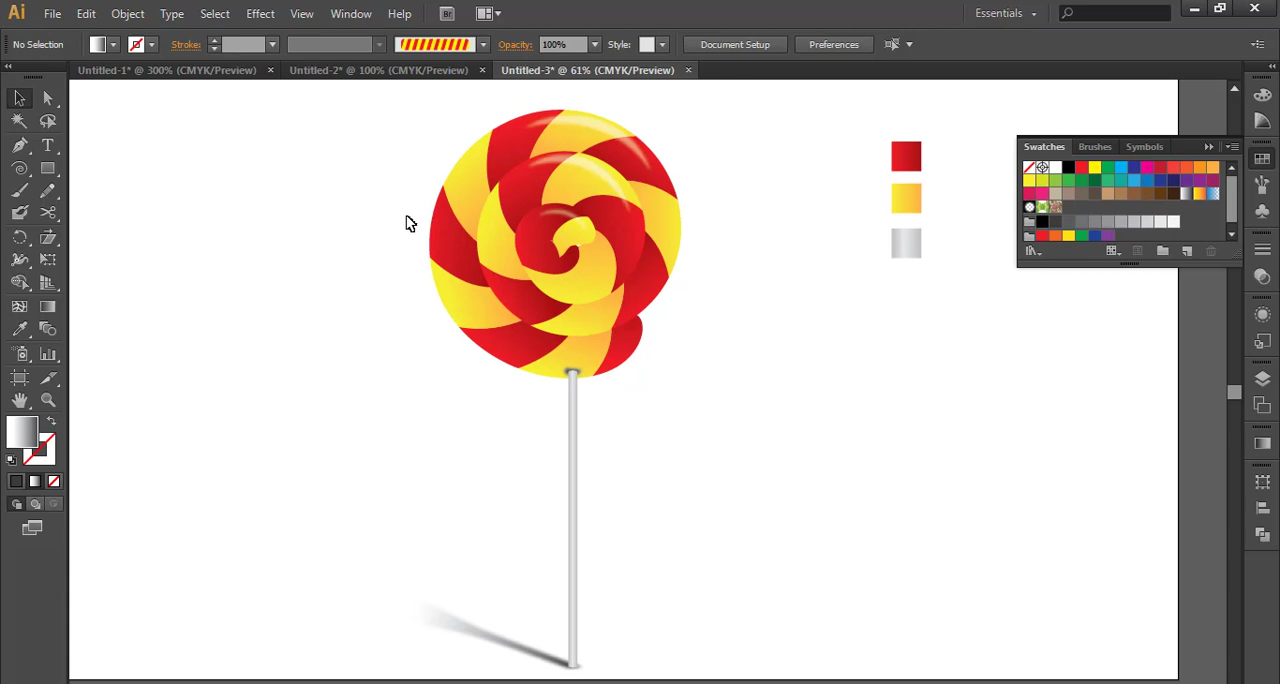 Ai File Edit Object Type Select Effect View Window Help Br Essentials
No Selection Stroke: Opacity: 100% Style: Document Setup Preferences
Untitled-1* @ 300% (CMYK/Preview) × Untitled-2* @ 100% (CMYK/Preview) × Untitled-3* @ 61% (CMYK/Preview) ×
Swatches Brushes Symbols